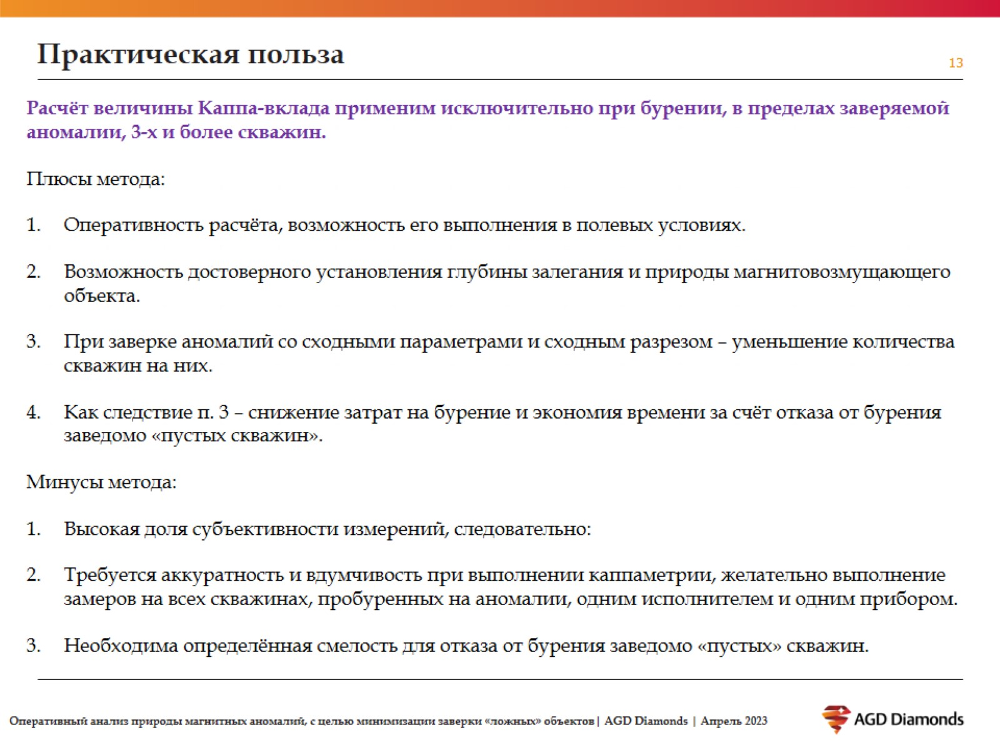 Практическая польза
13
Расчёт величины Каппа-вклада применим исключительно при бурении, в пределах заверяемой
аномалии, 3-х и более скважин.
Плюсы метода:
1. Оперативность расчёта, возможность его выполнения в полевых условиях.
2. Возможность достоверного установления глубины залегания и природы магнитовозмущающего
объекта.
3. При заверке аномалий со сходными параметрами и сходным разрезом – уменьшение количества
скважин на них.
4. Как следствие п. 3 – снижение затрат на бурение и экономия времени за счёт отказа от бурения
заведомо «пустых скважин».
Минусы метода:
1. Высокая доля субъективности измерений, следовательно:
2. Требуется аккуратность и вдумчивость при выполнении каппаметрии, желательно выполнение
замеров на всех скважинах, пробуренных на аномалии, одним исполнителем и одним прибором.
3. Необходима определённая смелость для отказа от бурения заведомо «пустых» скважин.
Оперативный анализ природы магнитных аномалий, с целью минимизации заверки «ложных» объектов| AGD Diamonds | Апрель 2023
AGD Diamonds